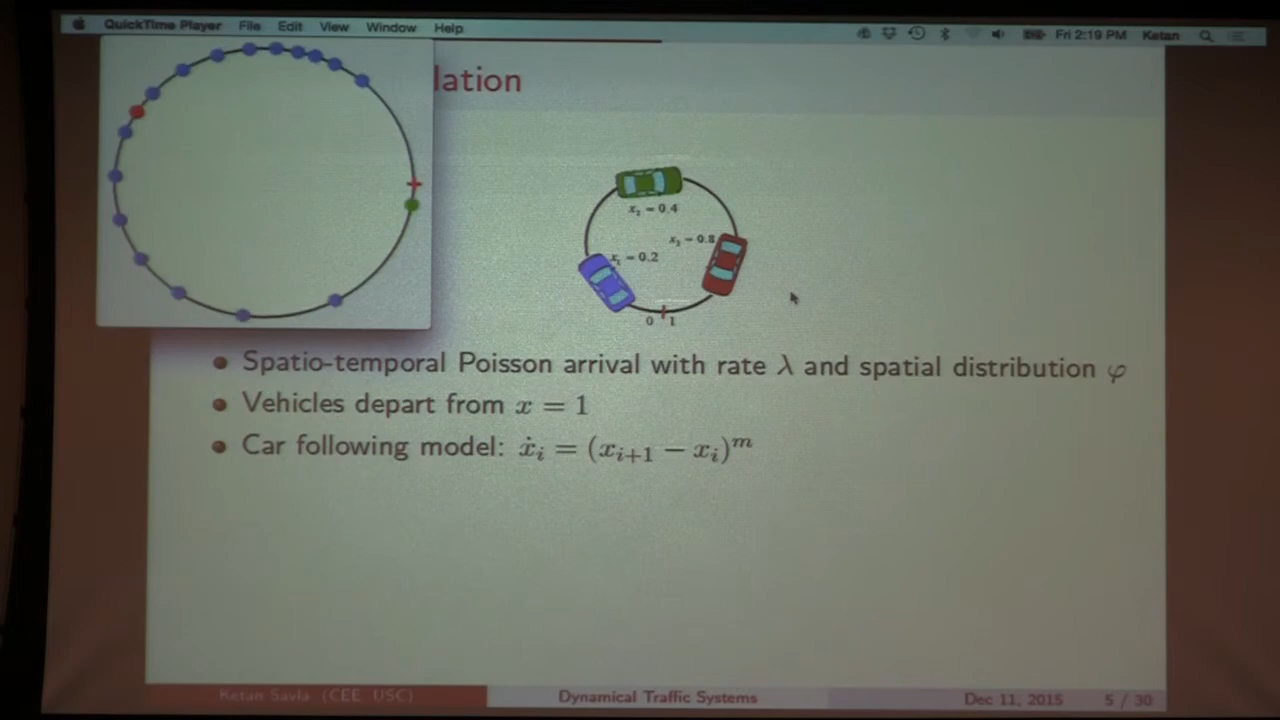 QuickTime Player File Edit View Window Help Fri 2:19 PM Ketan
lation
x₂ = 0.4
x₃ = 0.8
x₁ = 0.2
0 1
• Spatio-temporal Poisson arrival with rate λ and spatial distribution φ
• Vehicles depart from x = 1
• Car following model: ẋᵢ = (xᵢ₊₁ − xᵢ)ᵐ
Ketan Savla (CEE, USC) Dynamical Traffic Systems Dec 11, 2015 5 / 30